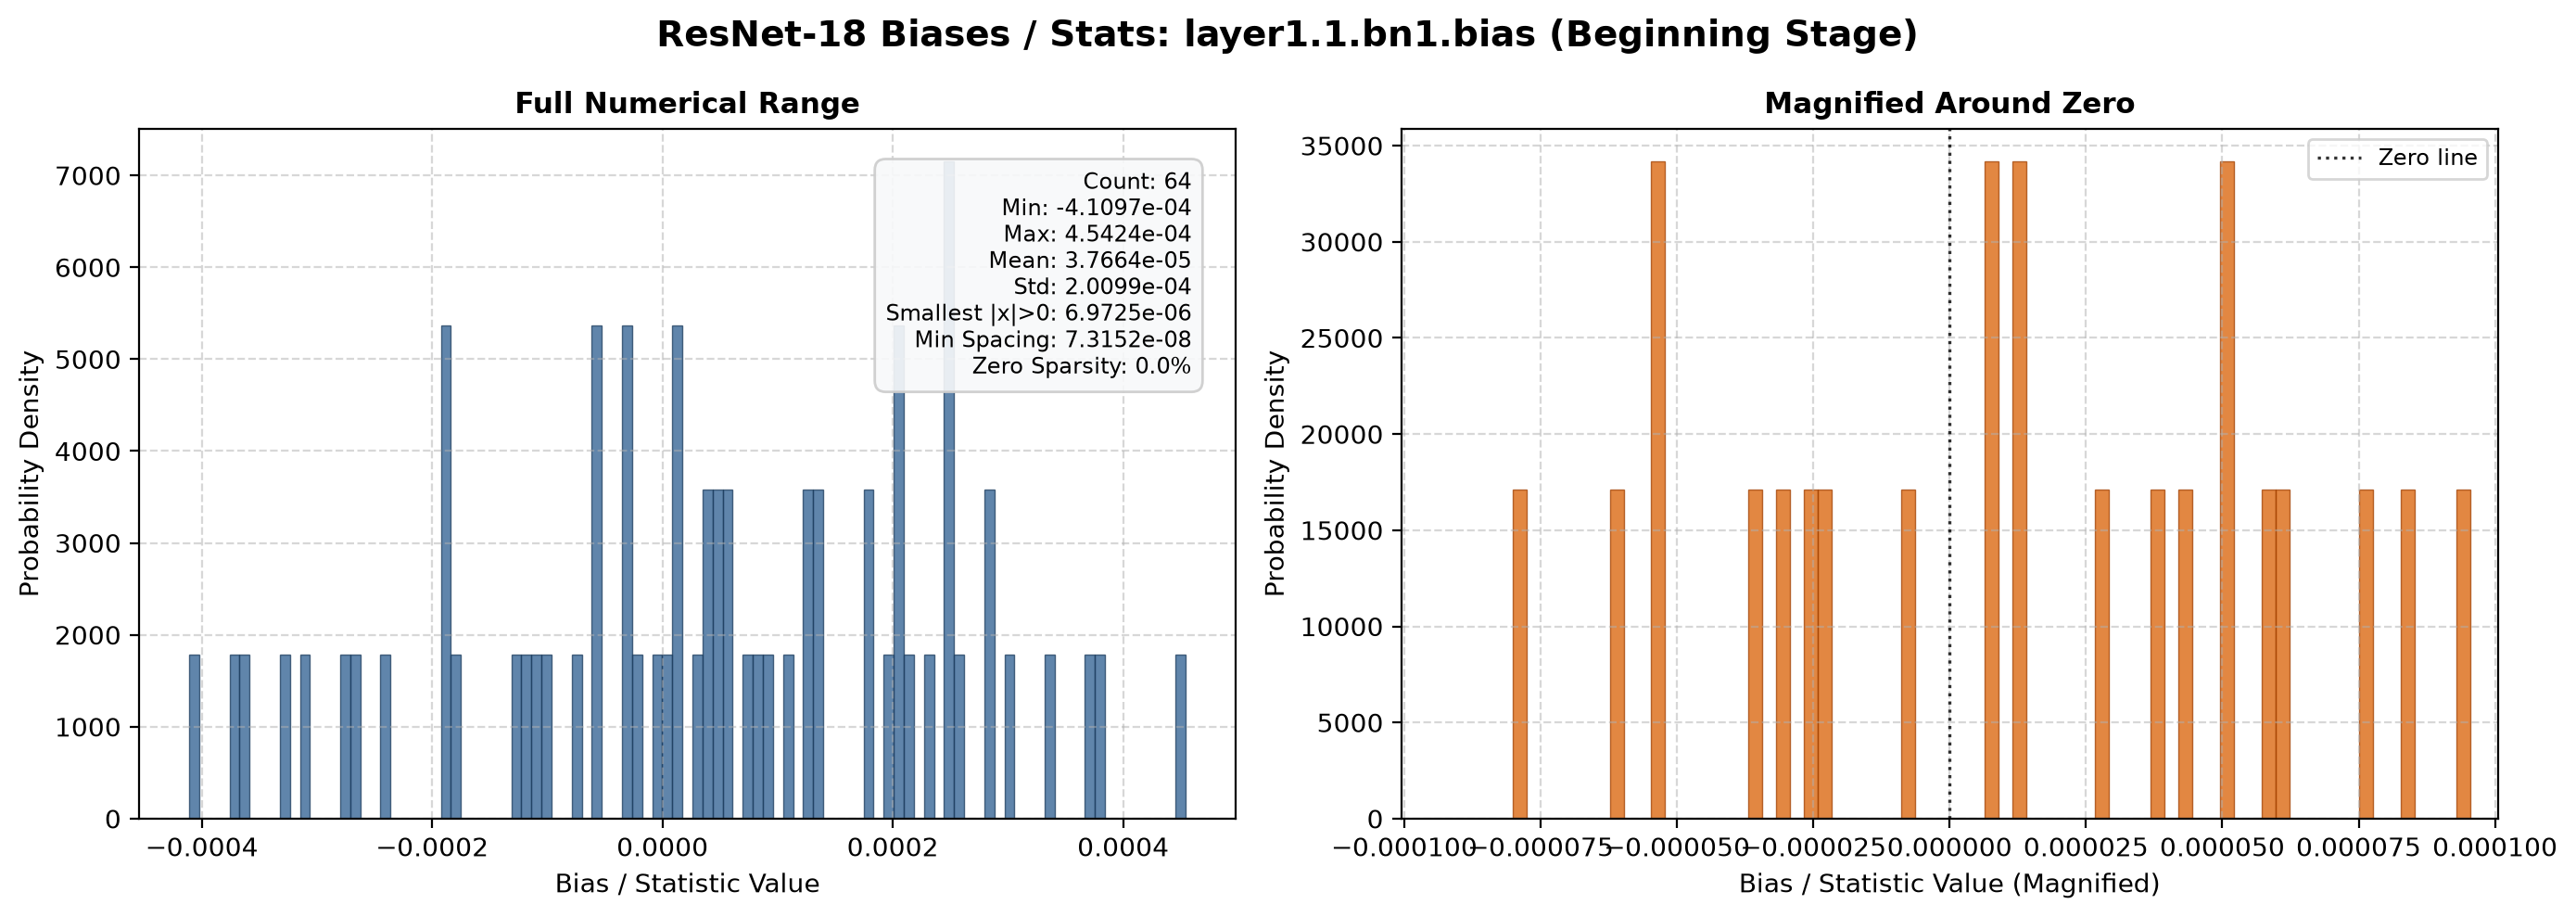 ResNet-18 Biases / Stats: layer1.1.bn1.bias (Beginning Stage)
Full Numerical Range
Probability Density
7000
6000
5000
4000
3000
2000
1000
0
−0.0004
−0.0002
0.0000
0.0002
0.0004
Bias / Statistic Value
Count: 64
Min: -4.1097e-04
Max: 4.5424e-04
Mean: 3.7664e-05
Std: 2.0099e-04
Smallest |x|>0: 6.9725e-06
Min Spacing: 7.3152e-08
Zero Sparsity: 0.0%
Magnified Around Zero
Probability Density
35000
30000
25000
20000
15000
10000
5000
0
−0.000100
−0.000075
−0.000050
−0.000025
0.000000
0.000025
0.000050
0.000075
0.000100
Bias / Statistic Value (Magnified)
Zero line